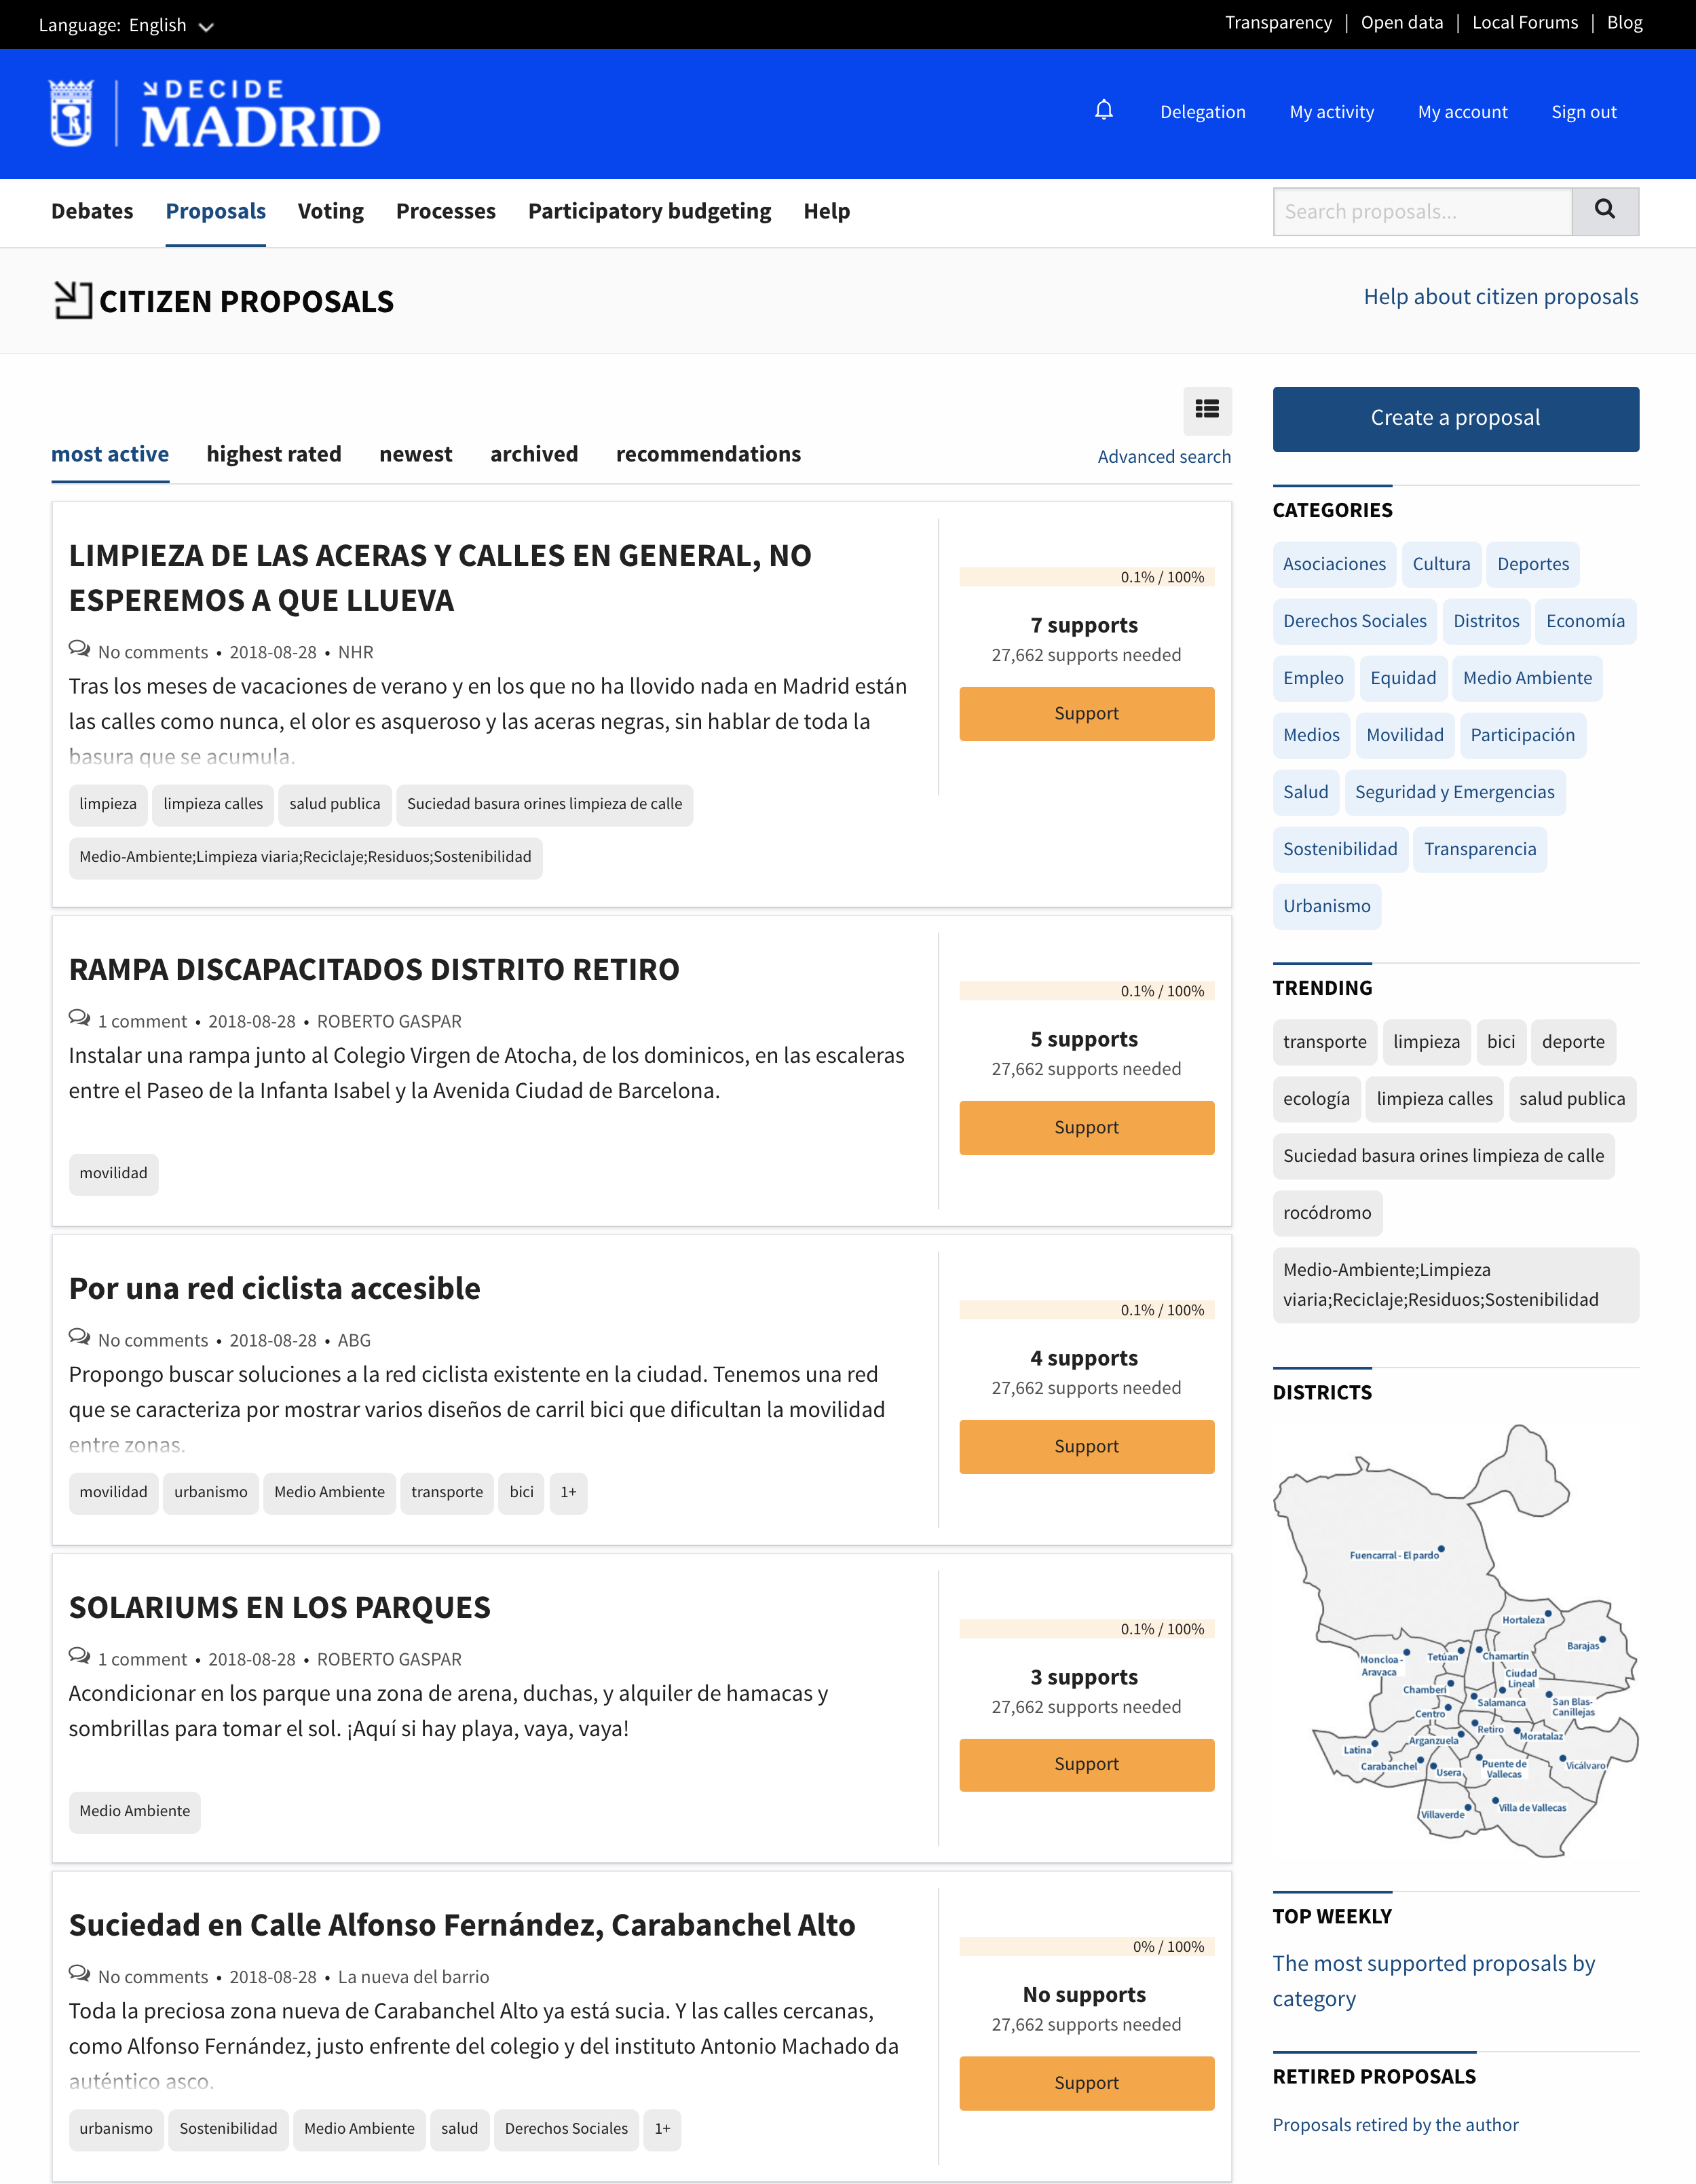 Language: English
Transparency | Open data | Local Forums | Blog
DECIDE
MADRID
Delegation My activity My account Sign out
Debates Proposals Voting Processes Participatory budgeting Help
Search proposals...
CITIZEN PROPOSALS
Help about citizen proposals
most active highest rated newest archived recommendations
Advanced search
LIMPIEZA DE LAS ACERAS Y CALLES EN GENERAL, NO
ESPEREMOS A QUE LLUEVA
No comments • 2018-08-28 • NHR
Tras los meses de vacaciones de verano y en los que no ha llovido nada en Madrid están
las calles como nunca, el olor es asqueroso y las aceras negras, sin hablar de toda la
basura que se acumula.
limpieza limpieza calles salud publica Suciedad basura orines limpieza de calle
Medio-Ambiente;Limpieza viaria;Reciclaje;Residuos;Sostenibilidad
0.1% / 100%
7 supports
27,662 supports needed
Support
RAMPA DISCAPACITADOS DISTRITO RETIRO
1 comment • 2018-08-28 • ROBERTO GASPAR
Instalar una rampa junto al Colegio Virgen de Atocha, de los dominicos, en las escaleras
entre el Paseo de la Infanta Isabel y la Avenida Ciudad de Barcelona.
movilidad
0.1% / 100%
5 supports
27,662 supports needed
Support
Por una red ciclista accesible
No comments • 2018-08-28 • ABG
Propongo buscar soluciones a la red ciclista existente en la ciudad. Tenemos una red
que se caracteriza por mostrar varios diseños de carril bici que dificultan la movilidad
entre zonas.
movilidad urbanismo Medio Ambiente transporte bici 1+
0.1% / 100%
4 supports
27,662 supports needed
Support
SOLARIUMS EN LOS PARQUES
1 comment • 2018-08-28 • ROBERTO GASPAR
Acondicionar en los parque una zona de arena, duchas, y alquiler de hamacas y
sombrillas para tomar el sol. ¡Aquí si hay playa, vaya, vaya!
Medio Ambiente
0.1% / 100%
3 supports
27,662 supports needed
Support
Suciedad en Calle Alfonso Fernández, Carabanchel Alto
No comments • 2018-08-28 • La nueva del barrio
Toda la preciosa zona nueva de Carabanchel Alto ya está sucia. Y las calles cercanas,
como Alfonso Fernández, justo enfrente del colegio y del instituto Antonio Machado da
auténtico asco.
urbanismo Sostenibilidad Medio Ambiente salud Derechos Sociales 1+
0% / 100%
No supports
27,662 supports needed
Support
Create a proposal
CATEGORIES
Asociaciones Cultura Deportes
Derechos Sociales Distritos Economía
Empleo Equidad Medio Ambiente
Medios Movilidad Participación
Salud Seguridad y Emergencias
Sostenibilidad Transparencia
Urbanismo
TRENDING
transporte limpieza bici deporte
ecología limpieza calles salud publica
Suciedad basura orines limpieza de calle
rocódromo
Medio-Ambiente;Limpieza
viaria;Reciclaje;Residuos;Sostenibilidad
DISTRICTS
Fuencarral - El pardo
Hortaleza
Barajas
Moncloa -
Aravaca
Tetúan
Chamartín
Ciudad
Lineal
Chamberí
Salamanca
San Blas-
Canillejas
Centro
Retiro
Moratalaz
Arganzuela
Latina
Carabanchel
Usera
Puente de
Vallecas
Vicálvaro
Villaverde
Villa de Vallecas
TOP WEEKLY
The most supported proposals by
category
RETIRED PROPOSALS
Proposals retired by the author